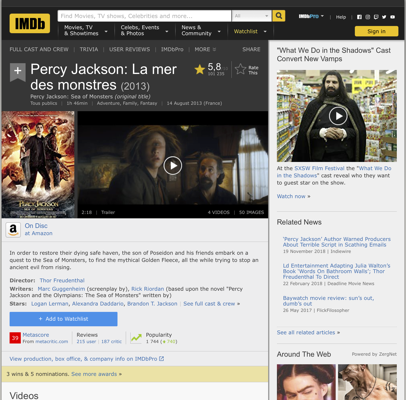 IMDb
Find Movies, TV shows, Celebrities and more...
All
Movies, TV
& Showtimes
Celebs, Events
& Photos
News &
Community
Watchlist
IMDbPro
Help
Sign in
FULL CAST AND CREW | TRIVIA | USER REVIEWS | IMDbPro | MORE
SHARE
Percy Jackson: La mer
des monstres (2013)
Percy Jackson: Sea of Monsters (original title)
Tous publics | 1h 46min | Adventure, Family, Fantasy | 14 August 2013 (France)
5,8
Rate
This
PERCY JACKSON
2:18 | Trailer
4 VIDEOS | 50 IMAGES
On Disc
at Amazon
In order to restore their dying safe haven, the son of Poseidon and his friends embark on a
quest to the Sea of Monsters, to find the mythical Golden Fleece, all the while trying to stop an
ancient evil from rising.
Director: Thor Freudenthal
Writers: Marc Guggenheim (screenplay by), Rick Riordan (based upon the novel "Percy
Jackson and the Olympians: The Sea of Monsters" written by)
Stars: Logan Lerman, Alexandra Daddario, Brandon T. Jackson | See full cast & crew »
+ Add to Watchlist
39
Metascore
From metacritic.com
Reviews
215 user | 187 critic
Popularity
1 744
View production, box office, & company info on IMDbPro
3 wins & 5 nominations. See more awards »
Videos
"What We Do in the Shadows" Cast
Convert New Vamps
At the SXSW Film Festival the "What We Do
in the Shadows" cast reveal who they want
to guest star on the show.
Watch now »
Related News
'Percy Jackson' Author Warned Producers
About Terrible Script in Scathing Emails
19 November 2018 | Indiewire
Ld Entertainment Adapting Julia Walton's
Book 'Words On Bathroom Walls'; Thor
Freudenthal To Direct
22 February 2018 | Deadline Movie News
Baywatch movie review: sun's out,
dumb's out
26 May 2017 | FlickFilosopher
See all related articles »
Around The Web
Powered by ZergNet